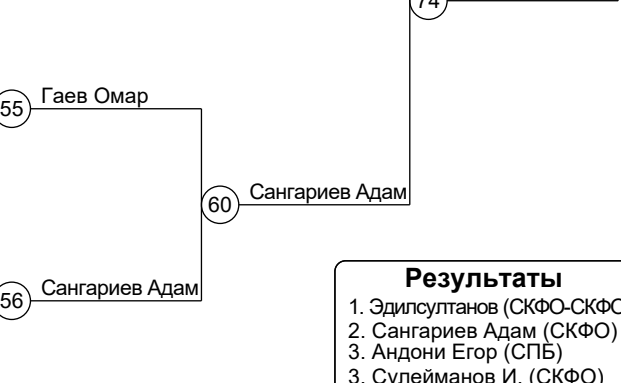 74
Гаев Омар
55
Сангариев Адам
60
Сангариев Адам
56
Результаты
1. Эдилсултанов (СКФО-СКФО
2. Сангариев Адам (СКФО)
3. Андони Егор (СПБ)
3. Сулейманов И. (СКФО)